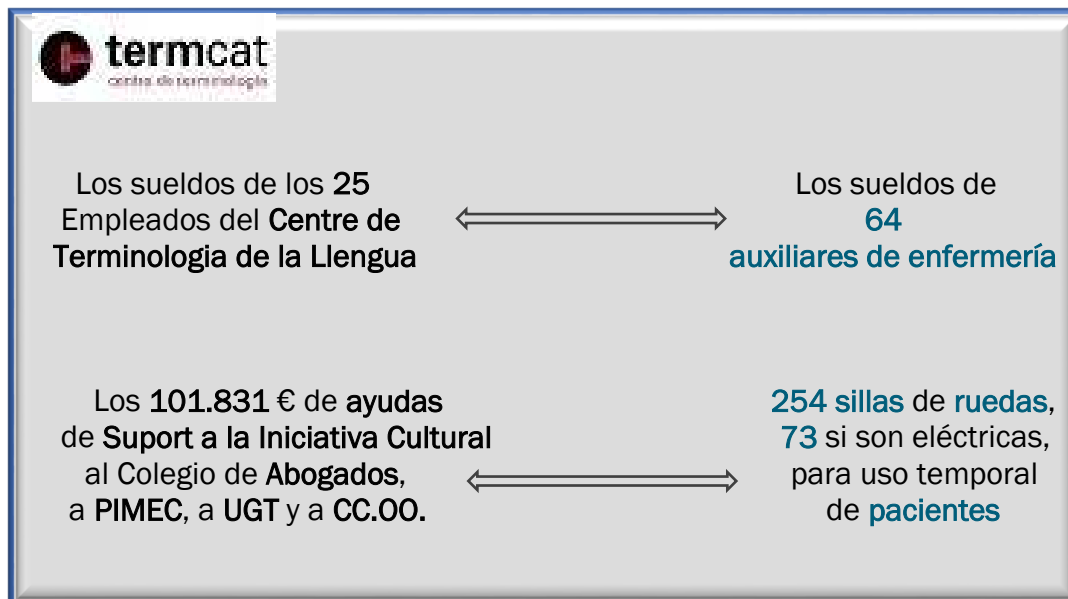 termcat
centre de terminologia
Los sueldos de los 25
Empleados del Centre de
Terminologia de la Llengua
Los sueldos de
64
auxiliares de enfermería
Los 101.831 € de ayudas
de Suport a la Iniciativa Cultural
al Colegio de Abogados,
a PIMEC, a UGT y a CC.OO.
254 sillas de ruedas,
73 si son eléctricas,
para uso temporal
de pacientes